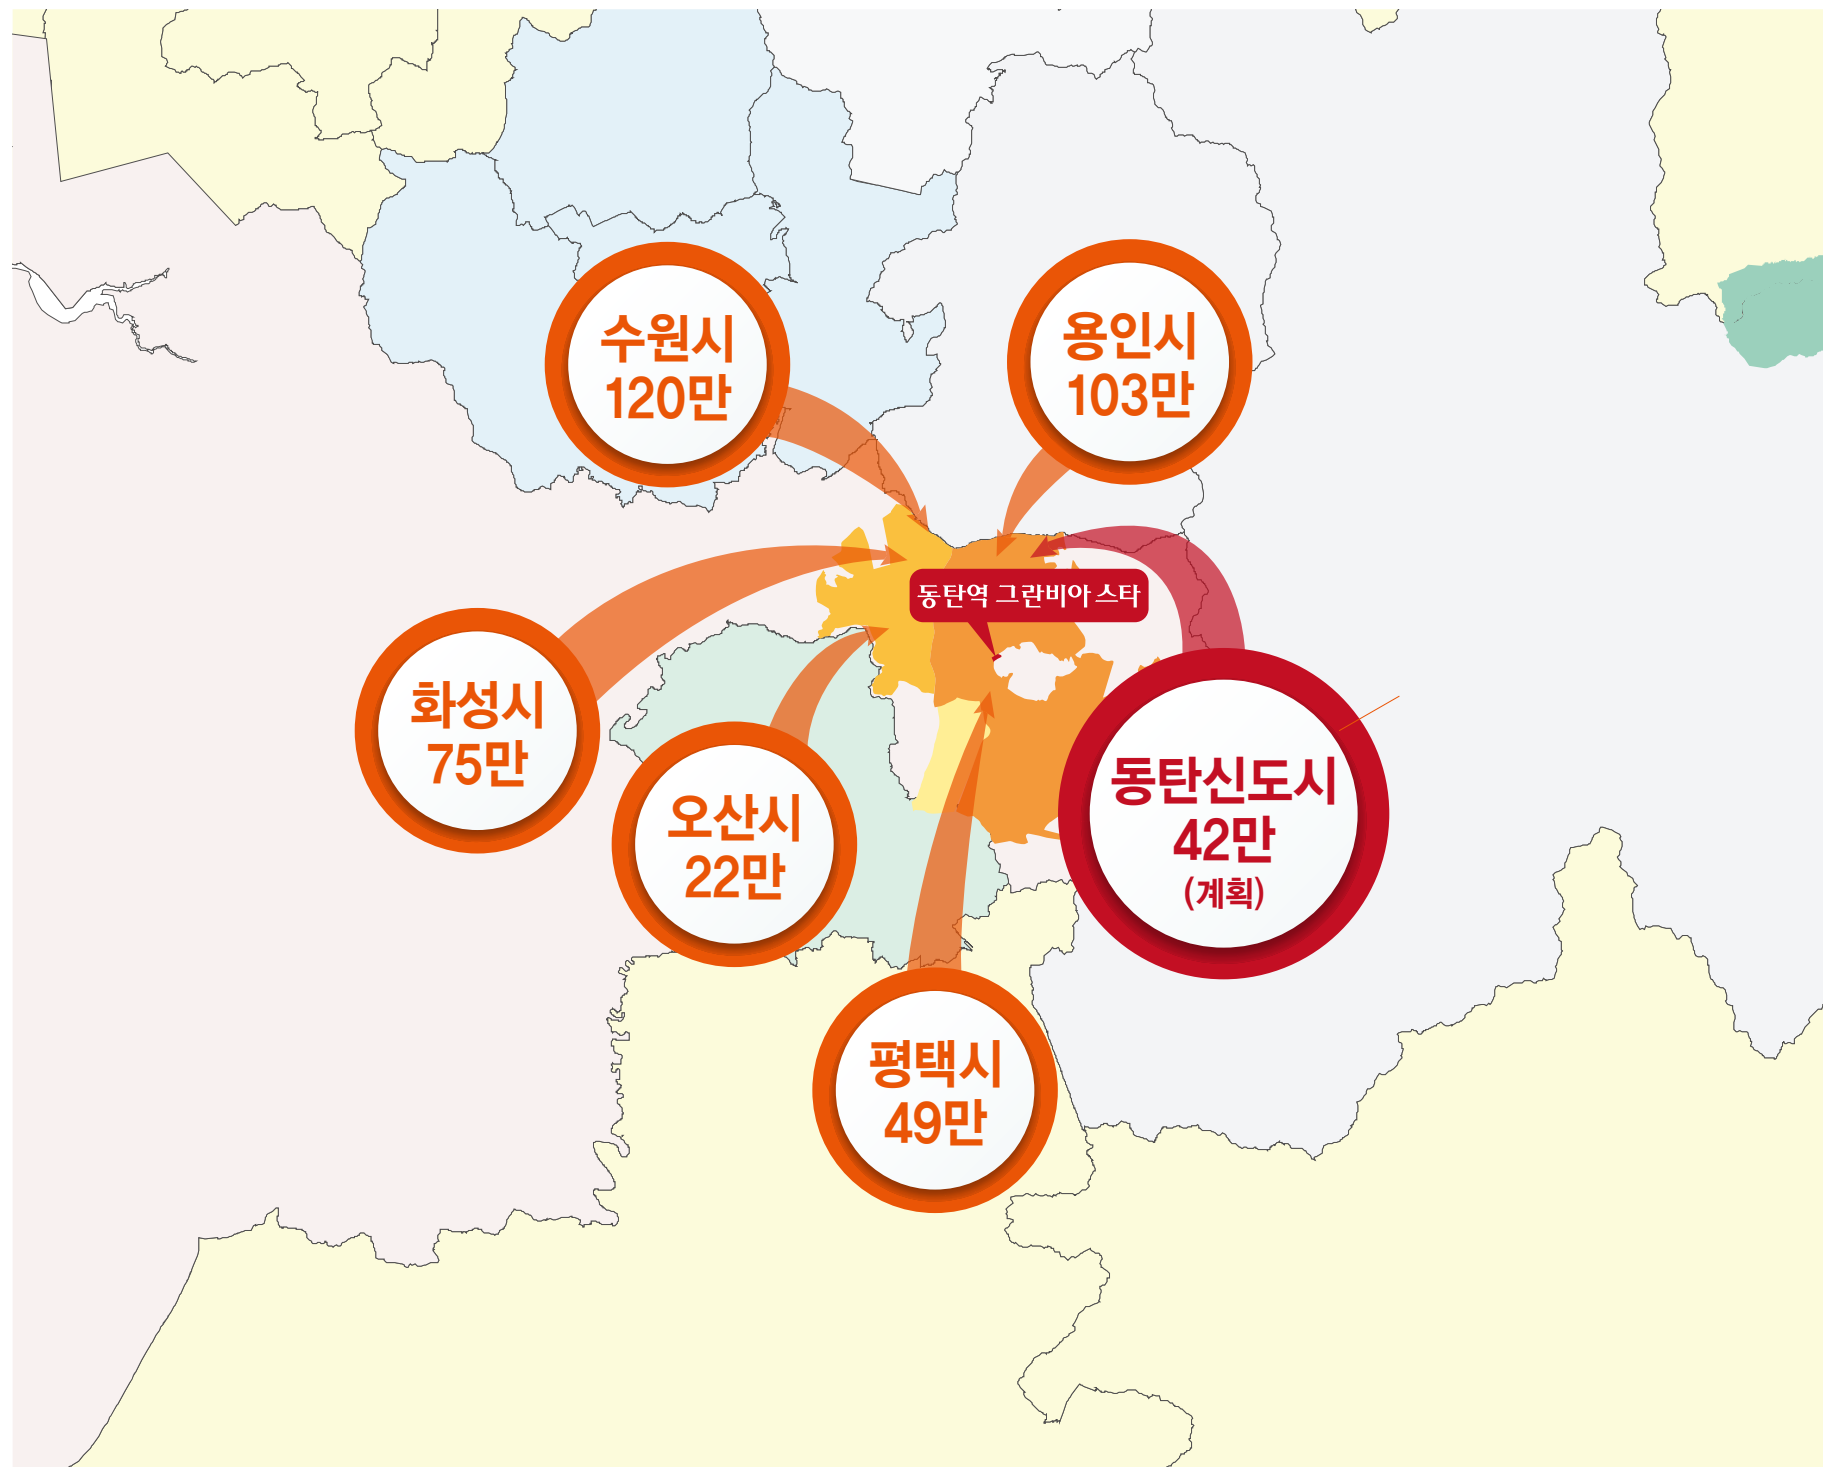 수원시
120만
용인시
103만
동탄역 그란비아 스타
화성시
75만
오산시
22만
동탄신도시
42만
(계획)
평택시
49만